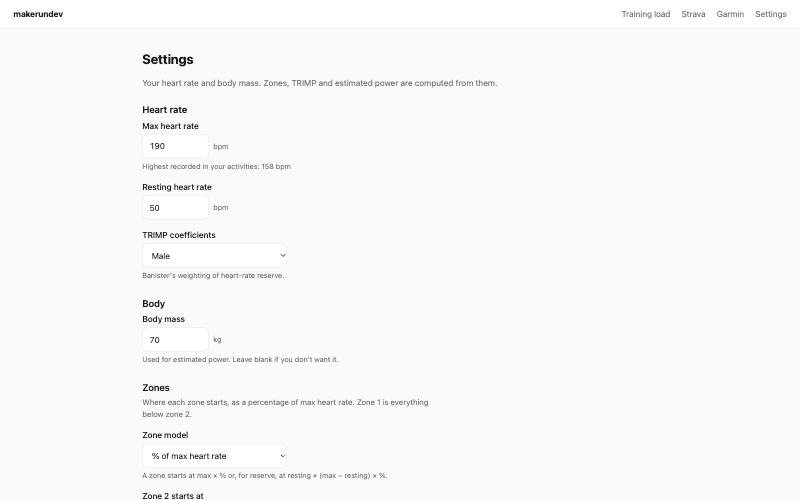 makerundev
Training load Strava Garmin Settings
Settings
Your heart rate and body mass. Zones, TRIMP and estimated power are computed from them.
Heart rate
Max heart rate
190 bpm
Highest recorded in your activities: 158 bpm
Resting heart rate
50 bpm
TRIMP coefficients
Male
Banister's weighting of heart-rate reserve.
Body
Body mass
70 kg
Used for estimated power. Leave blank if you don't want it.
Zones
Where each zone starts, as a percentage of max heart rate. Zone 1 is everything
below zone 2.
Zone model
% of max heart rate
A zone starts at max × % or, for reserve, at resting + (max − resting) × %.
Zone 2 starts at